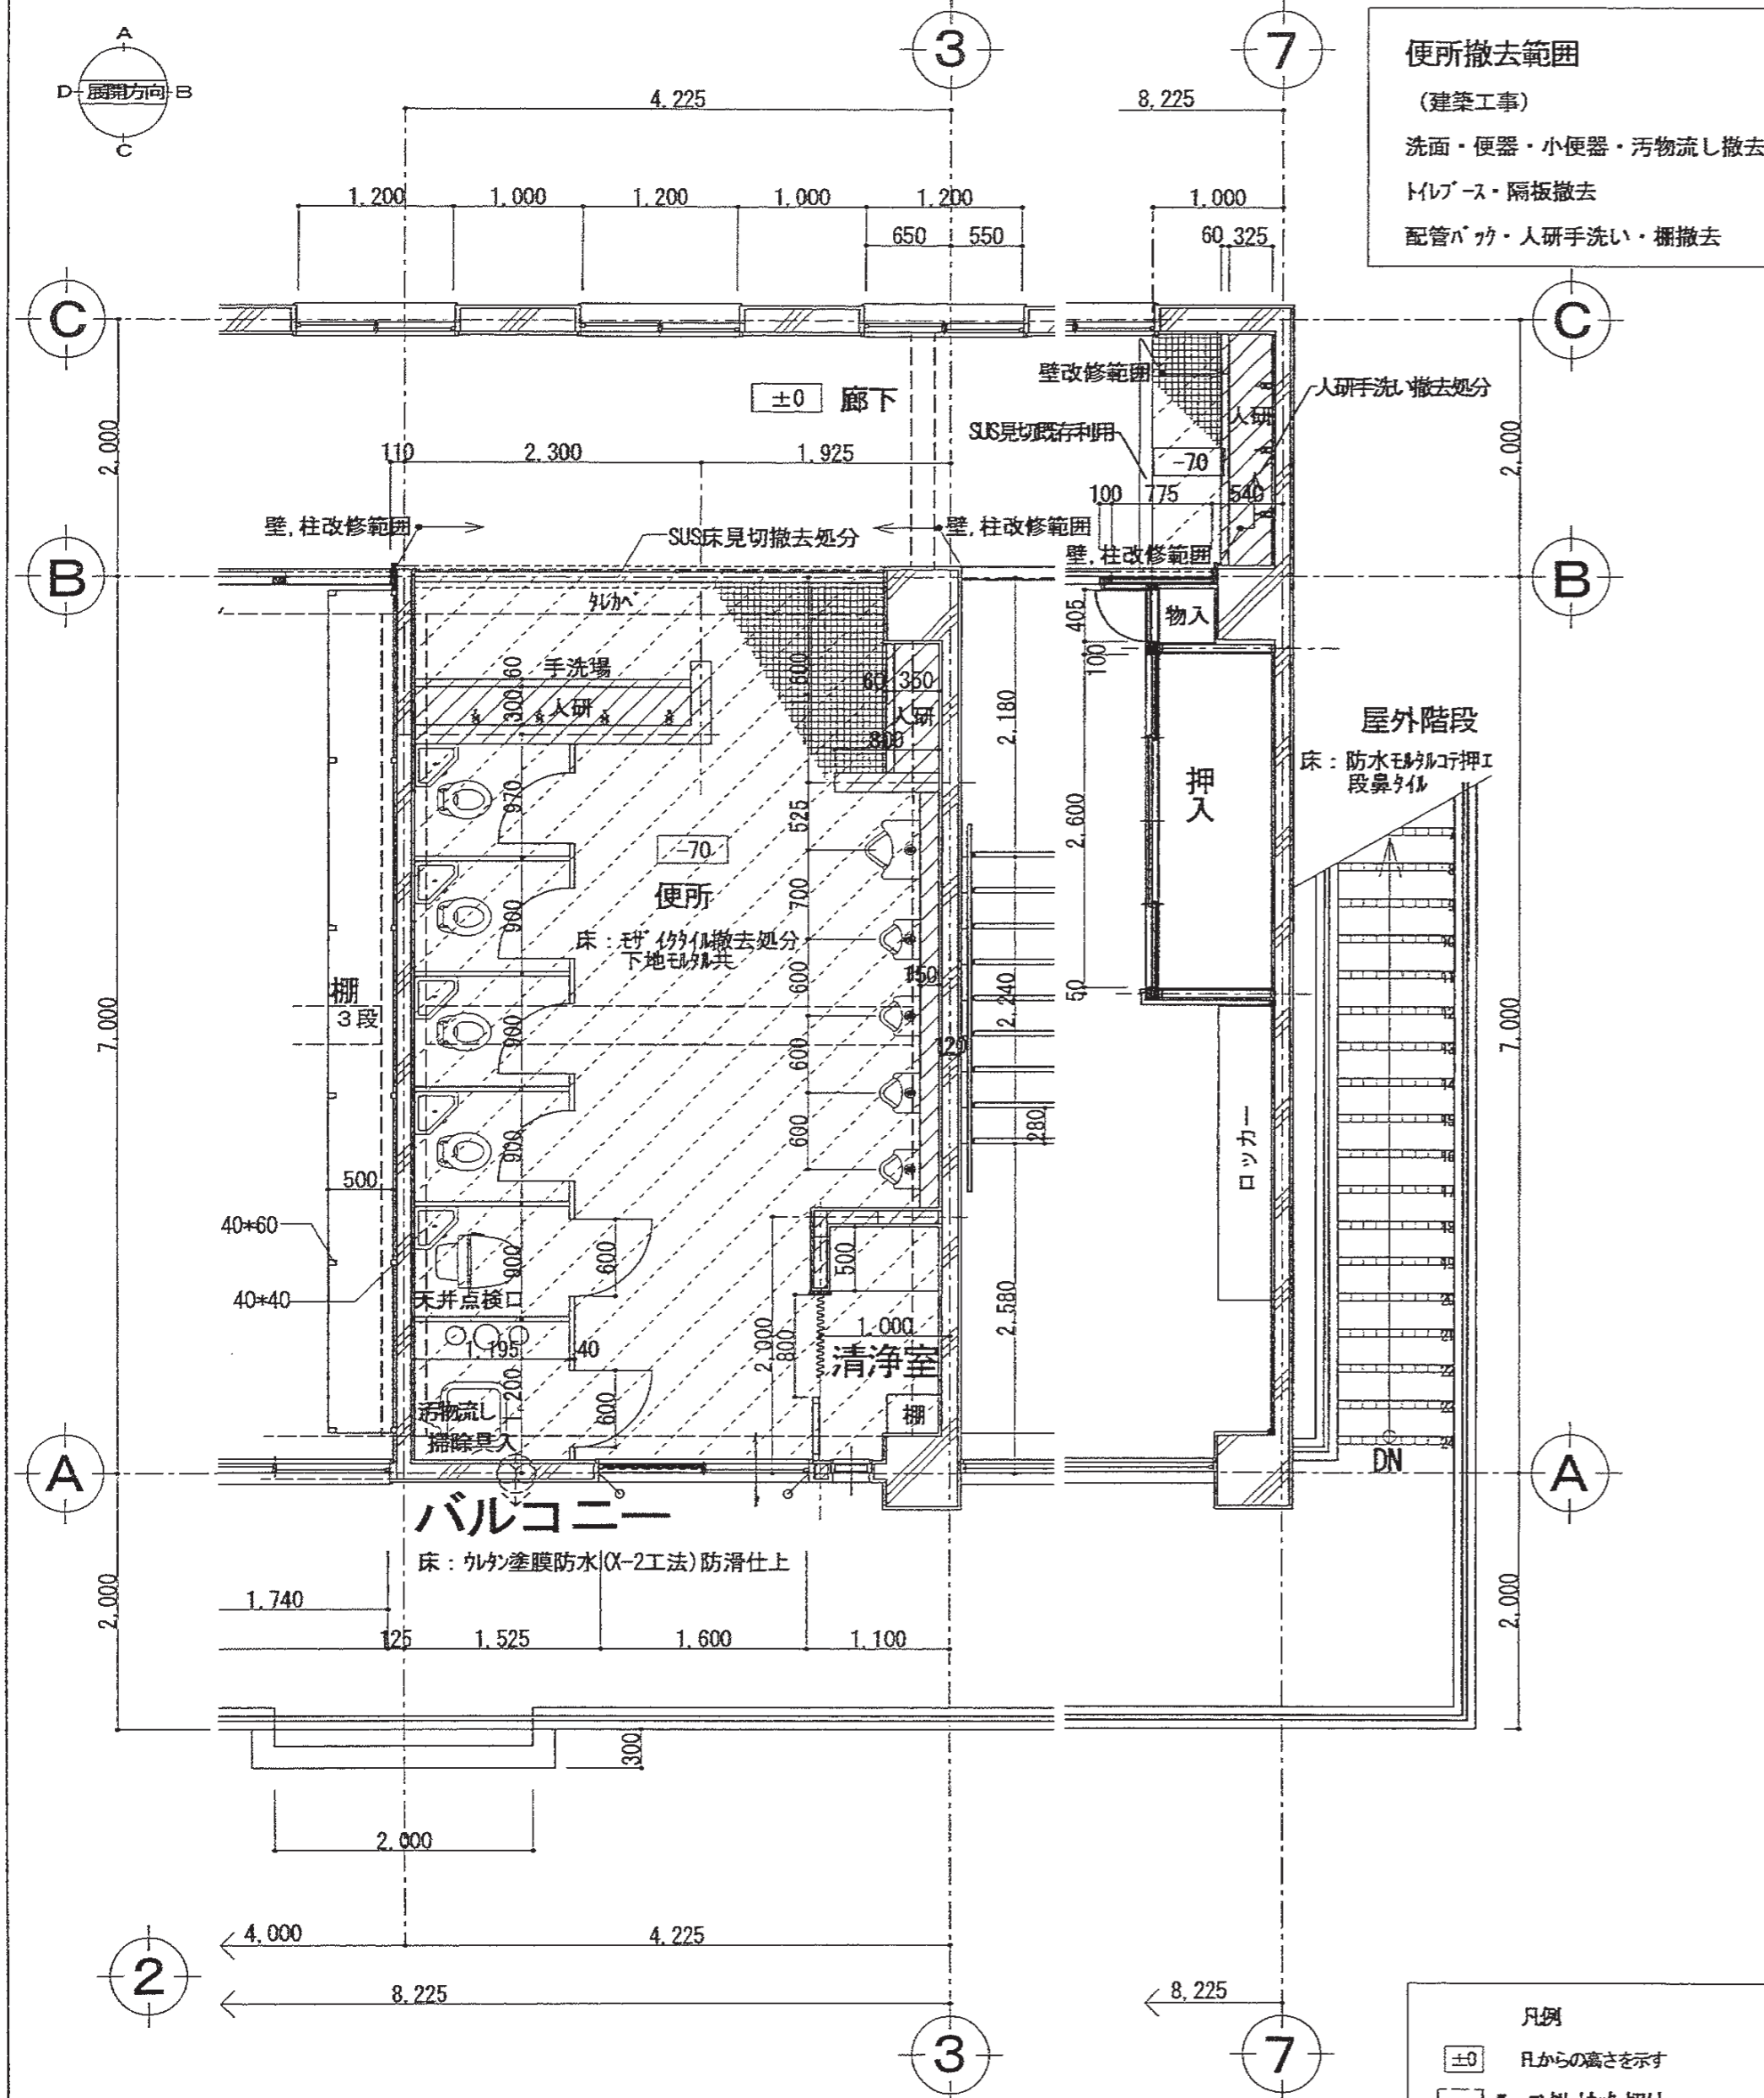 A
D 展開方向 B
C
3
7
便所撤去範囲
(建築工事)
洗面・便器・小便器・汚物流し撤去
トイレブース・隔板撤去
配管バック・人研手洗い・棚撤去
4,225
8,225
1,200 1,000 1,200 1,000 1,200
650 550
1,000
60 325
C
C
2,000
±0 廊下
壁改修範囲
人研手洗い撤去処分
人研
SUS見切既存利用
-70
2,000
110 2,300 1,925
100 775 540
壁,柱改修範囲
SUS床見切撤去処分
壁,柱改修範囲
壁,柱改修範囲
B
B
タレカベ
405
物入
100
手洗場
60
300
人研
600
60 350
人研
800
2,180
屋外階段
床:防水モルタルコテ押エ
段鼻タイル
押入
2,600
970
525
-70
便所
700
900
床:モザイクタイル撤去処分
下地モルタル共
600
150
棚
3段
50
2,240
7,000
7,000
900
120
600
280
900
600
ロッカー
500
40*60
900
600
500
40*40
天井点検口
2,580
1,195 40
2,000
800
1,000
清浄室
1,200
600
汚物流し
掃除具入
棚
DN
A
A
バルコニー
床:ウレタン塗膜防水(X-2工法)防滑仕上
2,000
2,000
1,740
125 1,525 1,600 1,100
300
2,000
4,000 4,225
2
8,225
8,225
3
7
凡例
±0 FLからの高さを示す